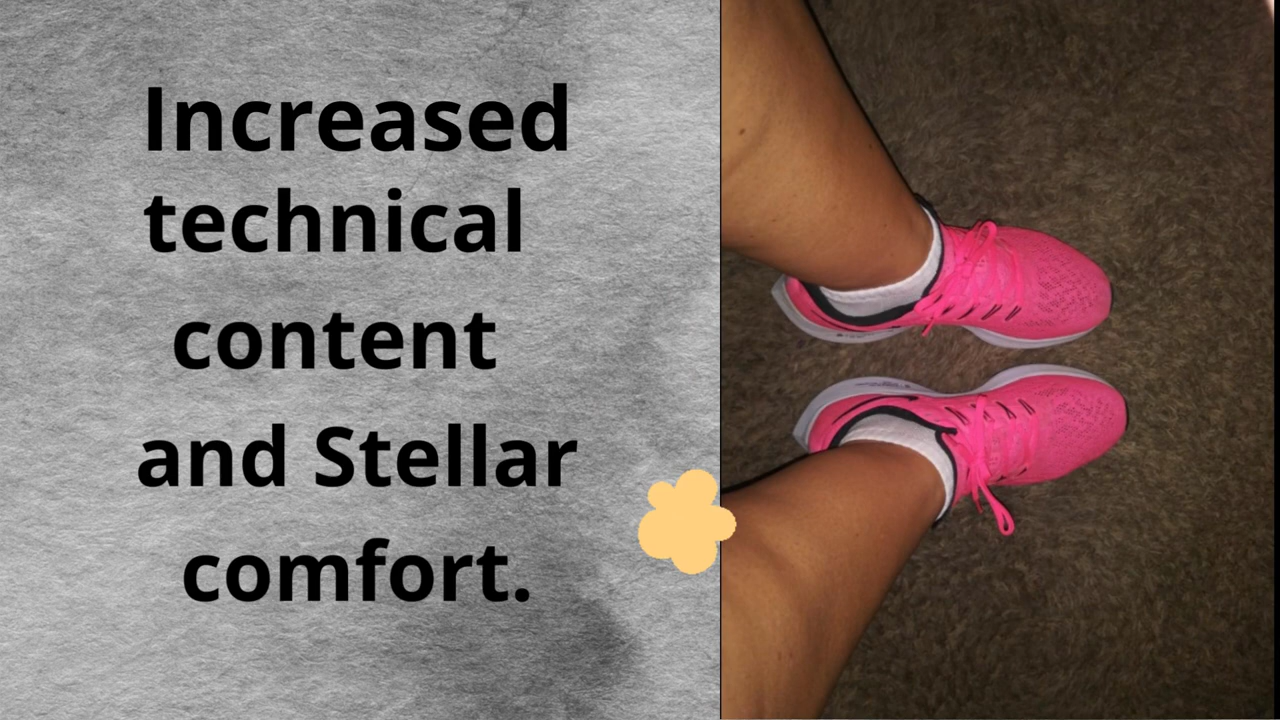 Increased
technical
content
and Stellar
comfort.